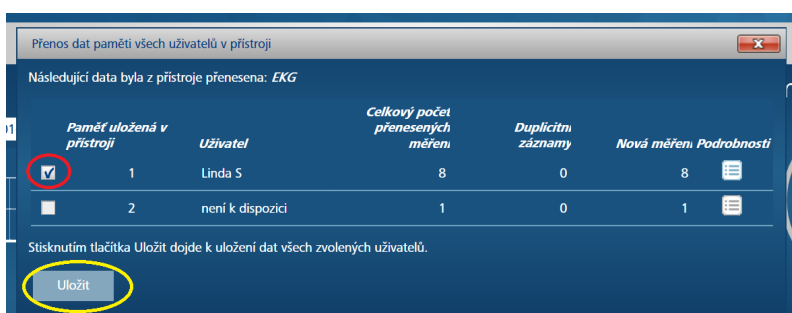 Přenos dat paměti všech uživatelů v přístroji
Následující data byla z přístroje přenesena: EKG
Paměť uložená v přístroji
Uživatel
Celkový počet přenesených měření
Duplicitní záznamy
Nová měření
Podrobnosti
1 Linda S 8 0 8
2 není k dispozici 1 0 1
Stisknutím tlačítka Uložit dojde k uložení dat všech zvolených uživatelů.
Uložit